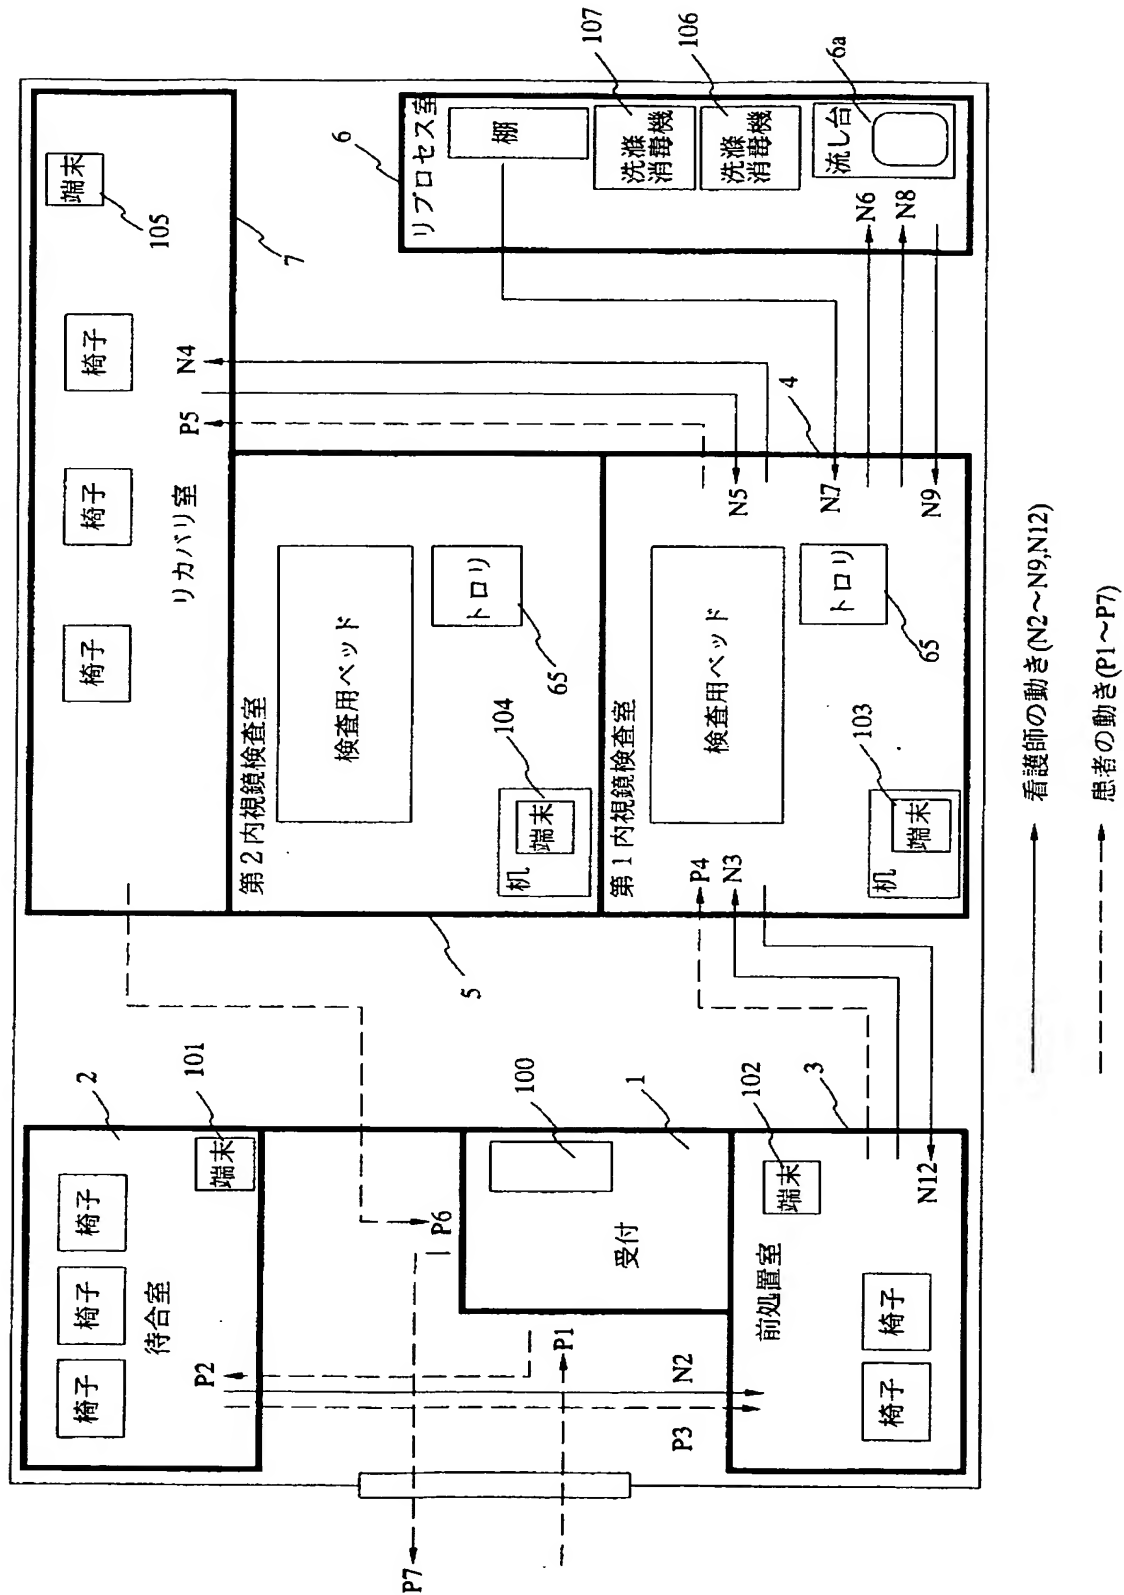 2
椅子
椅子
椅子
待合室
101
端末
P2
P3
N2
P1
P6
P7
受付
100
1
前処置室
102
端末
3
椅子
椅子
N12
リカバリ室
椅子
椅子
椅子
端末
105
7
P5
N4
第2内視鏡検査室
検査用ベッド
トロリ
65
机
端末
104
5
第1内視鏡検査室
検査用ベッド
トロリ
65
机
端末
103
4
P4
N3
N5
N7
N9
リプロセス室
6
棚
洗滌
消毒機
107
洗滌
消毒機
106
流し台
6a
N6
N8
看護師の動き(N2～N9,N12)
患者の動き(P1～P7)